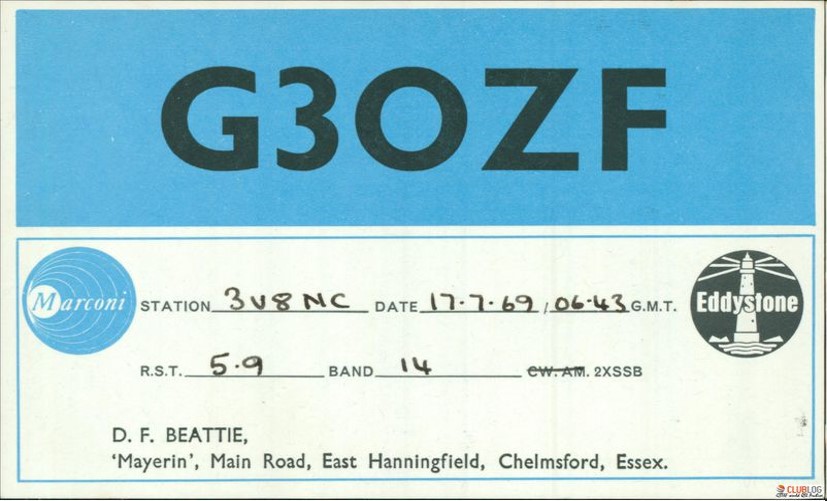 G3OZF
Marconi
STATION 3V8NC DATE 17.7.69 / 06.43 G.M.T.
Eddystone
R.S.T. 5.9 BAND 14 CW. AM. 2XSSB
D. F. BEATTIE,
'Mayerin', Main Road, East Hanningfield, Chelmsford, Essex.
CLUBLOG